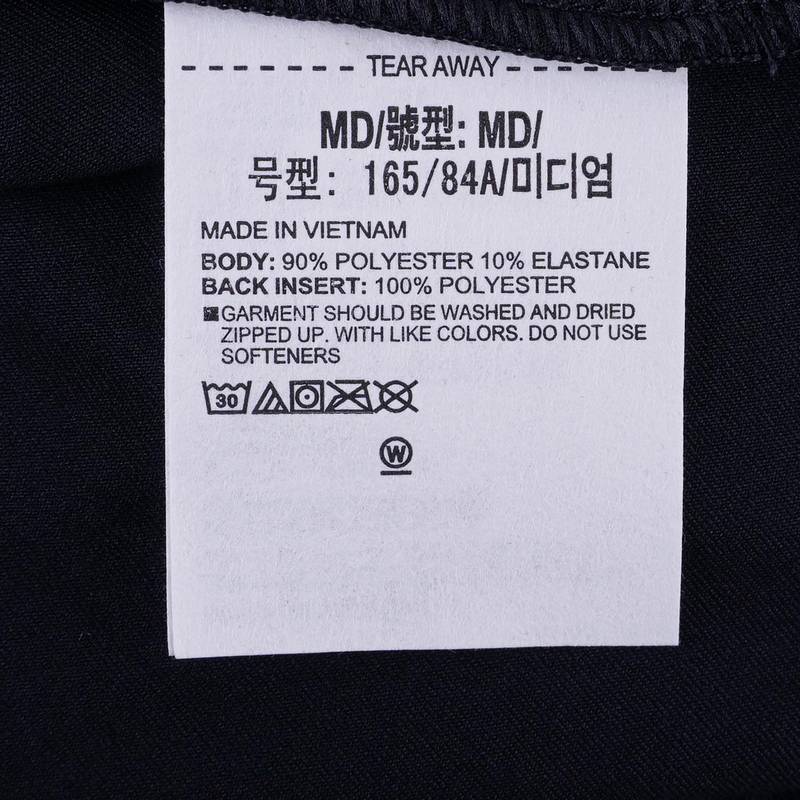 TEAR AWAY
MD/號型: MD/
号型: 165/84A/미디엄
MADE IN VIETNAM
BODY: 90% POLYESTER 10% ELASTANE
BACK INSERT: 100% POLYESTER
GARMENT SHOULD BE WASHED AND DRIED
ZIPPED UP. WITH LIKE COLORS. DO NOT USE
SOFTENERS
30
W